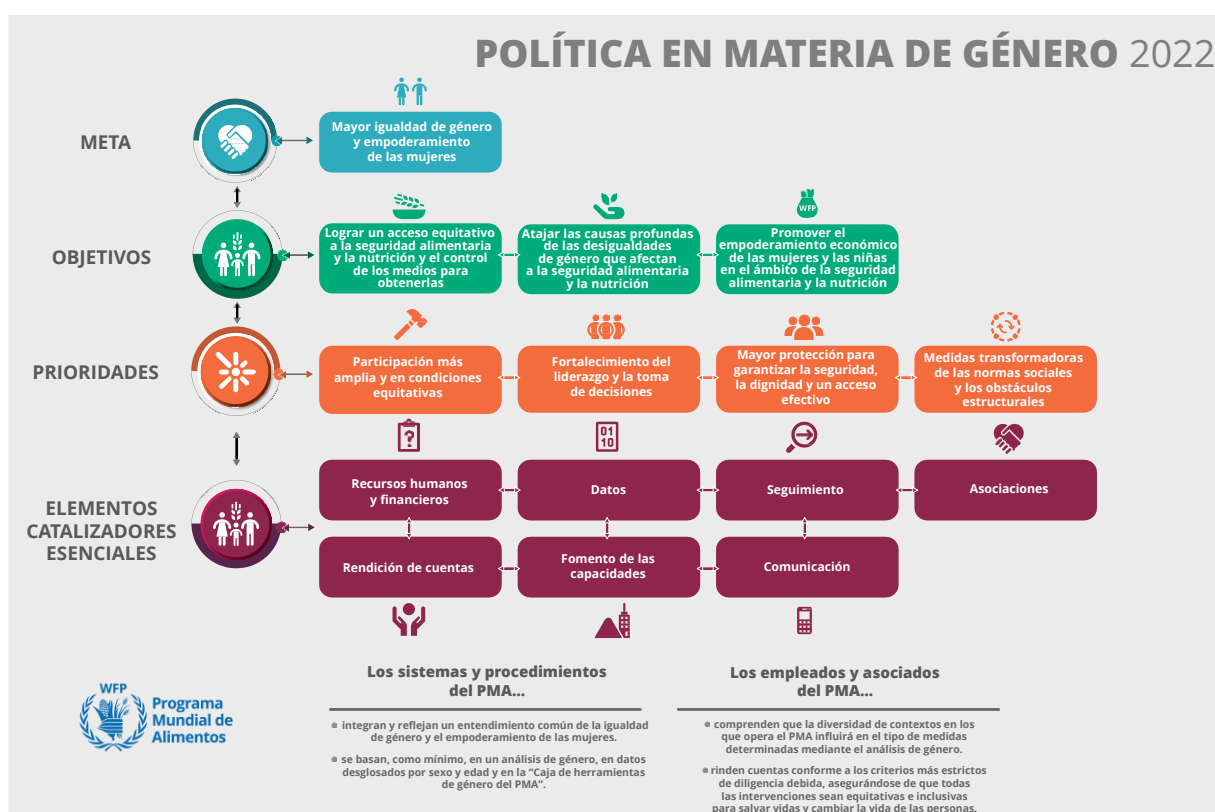 POLÍTICA EN MATERIA DE GÉNERO 2022
META
Mayor igualdad de género
y empoderamiento
de las mujeres
OBJETIVOS
Lograr un acceso equitativo
a la seguridad alimentaria
y la nutrición y el control
de los medios para
obtenerlas
Atajar las causas profundas
de las desigualdades
de género que afectan
a la seguridad alimentaria
y la nutrición
WFP
Promover el
empoderamiento económico
de las mujeres y las niñas
en el ámbito de la seguridad
alimentaria y la nutrición
PRIORIDADES
Participación más
amplia y en condiciones
equitativas
Fortalecimiento del
liderazgo y la toma
de decisiones
Mayor protección para
garantizar la seguridad,
la dignidad y un acceso
efectivo
Medidas transformadoras
de las normas sociales
y los obstáculos
estructurales
ELEMENTOS
CATALIZADORES
ESENCIALES
?
Recursos humanos
y financieros
01
10
Datos
Seguimiento
Asociaciones
Rendición de cuentas
Fomento de las
capacidades
Comunicación
WFP
Programa
Mundial de
Alimentos
Los sistemas y procedimientos
del PMA...
integran y reflejan un entendimiento común de la igualdad
de género y el empoderamiento de las mujeres.
se basan, como mínimo, en un análisis de género, en datos
desglosados por sexo y edad y en la “Caja de herramientas
de género del PMA”.
Los empleados y asociados
del PMA...
comprenden que la diversidad de contextos en los
que opera el PMA influirá en el tipo de medidas
determinadas mediante el análisis de género.
rinden cuentas conforme a los criterios más estrictos
de diligencia debida, asegurándose de que todas
las intervenciones sean equitativas e inclusivas
para salvar vidas y cambiar la vida de las personas.